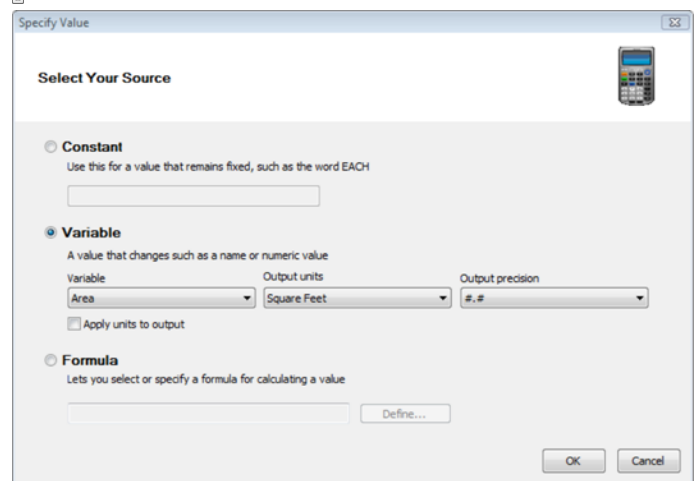 Specify Value
Select Your Source
Constant
Use this for a value that remains fixed, such as the word EACH
Variable
A value that changes such as a name or numeric value
Variable Output units Output precision
Area Square Feet #.#
Apply units to output
Formula
Lets you select or specify a formula for calculating a value
Define...
OK Cancel